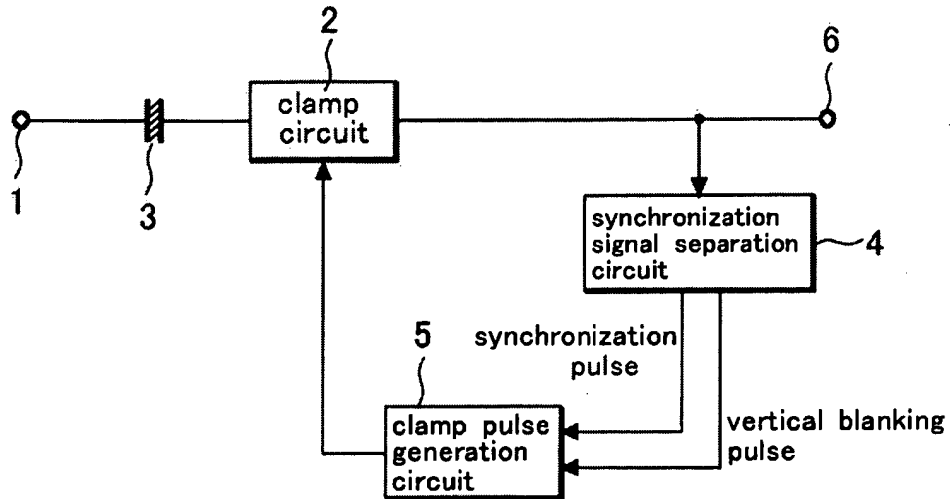 2
6
clamp
circuit
1
3
synchronization
signal separation
circuit
4
synchronization
pulse
5
clamp pulse
generation
circuit
vertical blanking
pulse